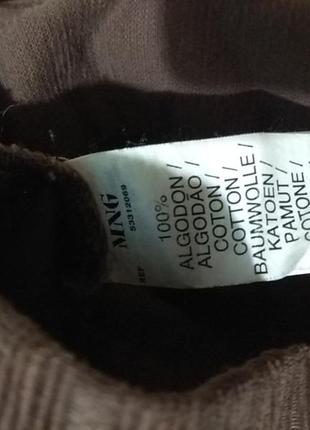 MNG
53312069
REF
100%
ALGODON/
ALGODÃO/
COTON/
COTTON/
BAUMWOLLE/
KATOEN/
PAMUT/
COTONE/